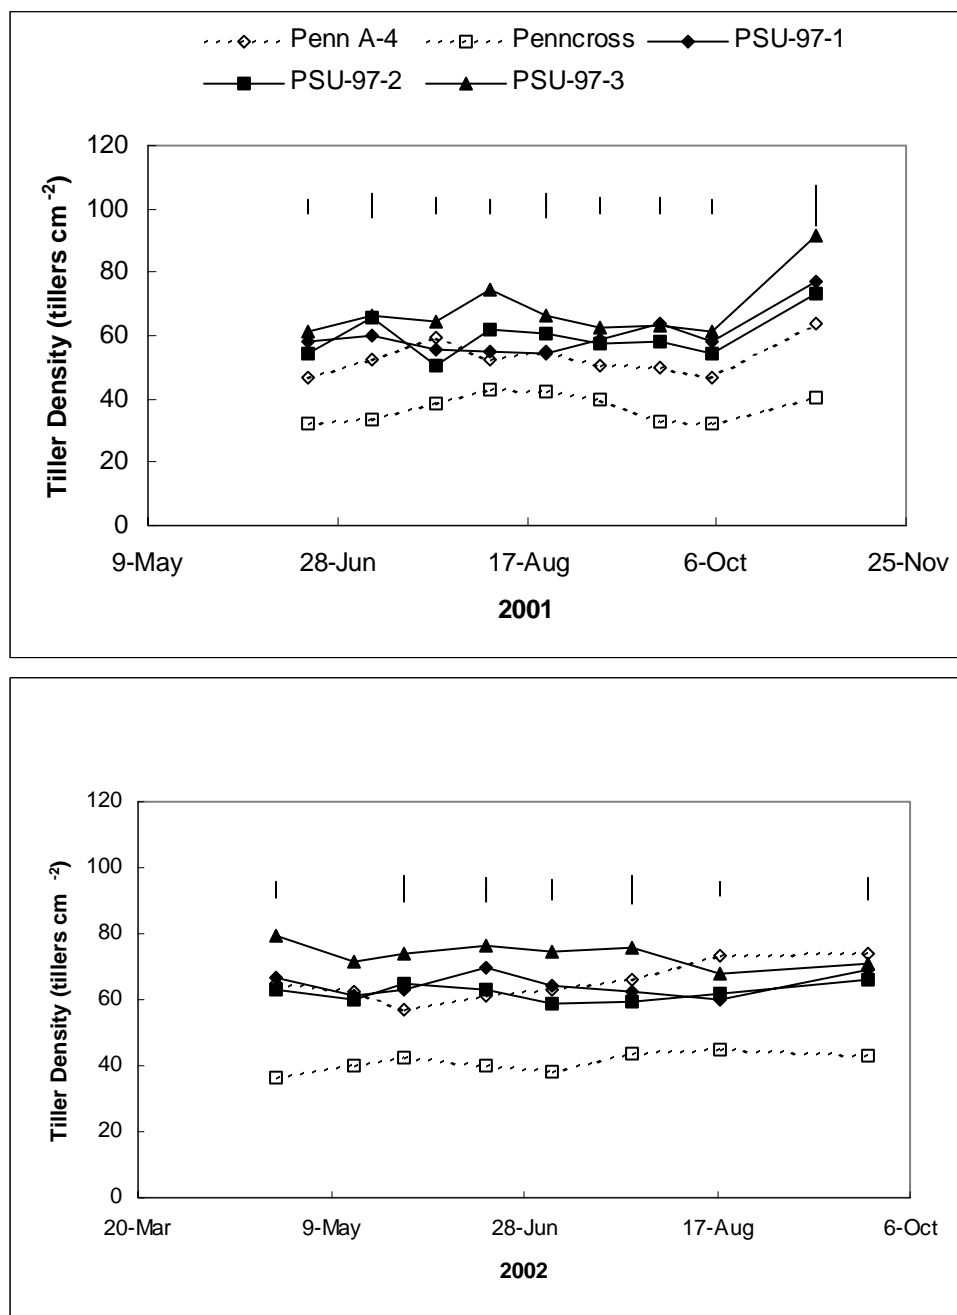 Penn A-4 Penncross PSU-97-1
PSU-97-2 PSU-97-3
Tiller Density (tillers cm -2)
120
100
80
60
40
20
0
9-May 28-Jun 17-Aug 6-Oct 25-Nov
2001
Tiller Density (tillers cm -2)
120
100
80
60
40
20
0
20-Mar 9-May 28-Jun 17-Aug 6-Oct
2002